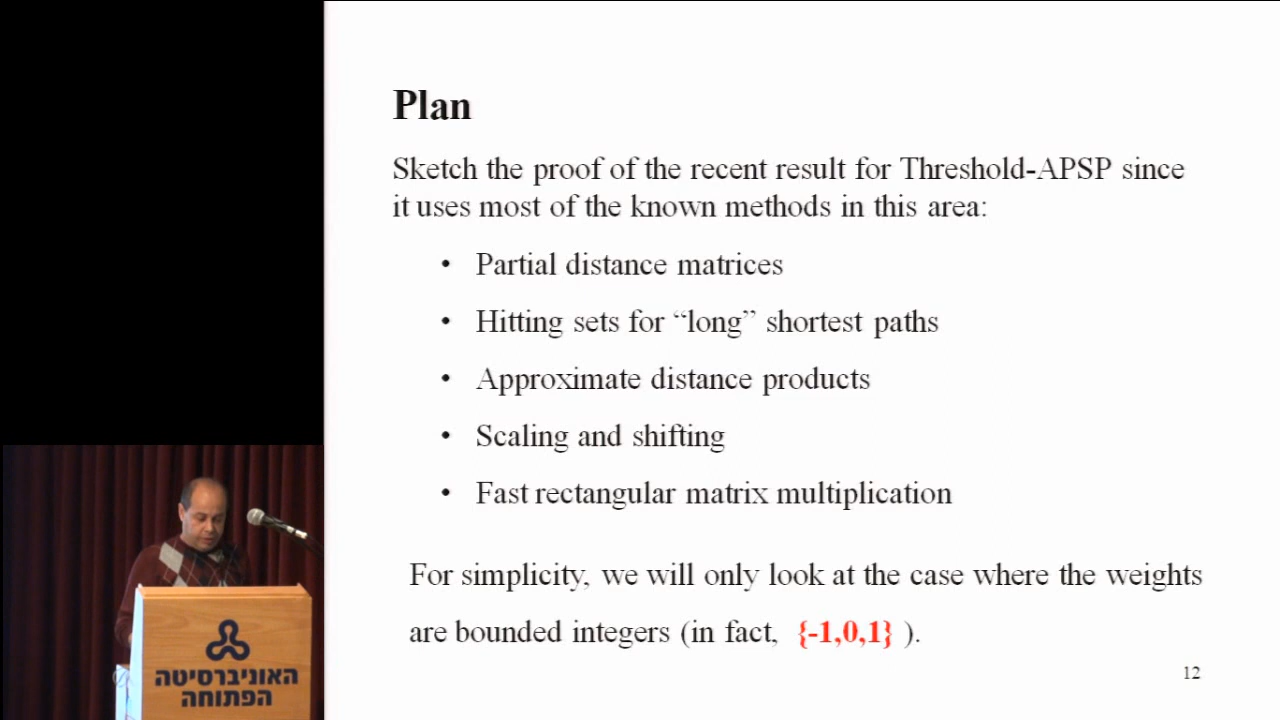 Plan
Sketch the proof of the recent result for Threshold-APSP since
it uses most of the known methods in this area:
• Partial distance matrices
• Hitting sets for “long” shortest paths
• Approximate distance products
• Scaling and shifting
• Fast rectangular matrix multiplication
For simplicity, we will only look at the case where the weights
are bounded integers (in fact, {-1,0,1} ).
12
האוניברסיטה
הפתוחה